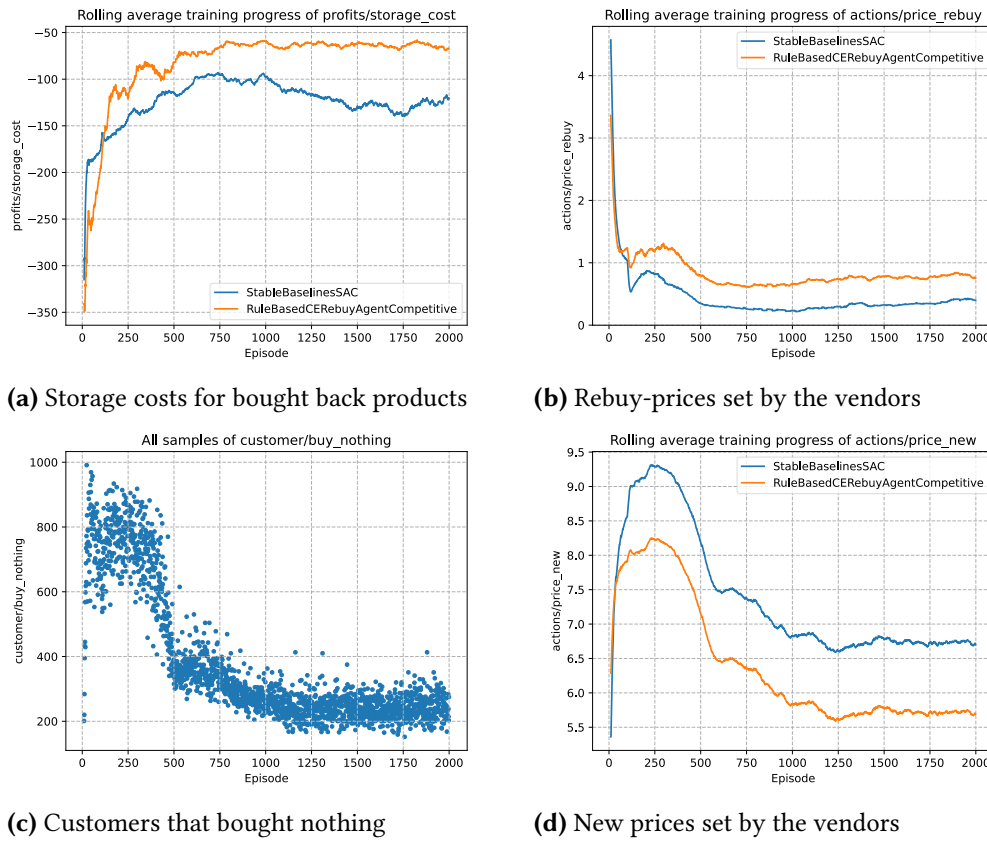 Rolling average training progress of profits/storage_cost
profits/storage_cost
−50
−100
−150
−200
−250
−300
−350
StableBaselinesSAC
RuleBasedCERebuyAgentCompetitive
0 250 500 750 1000 1250 1500 1750 2000
Episode
(a) Storage costs for bought back products
Rolling average training progress of actions/price_rebuy
actions/price_rebuy
4
3
2
1
0
StableBaselinesSAC
RuleBasedCERebuyAgentCompetitive
0 250 500 750 1000 1250 1500 1750 2000
Episode
(b) Rebuy-prices set by the vendors
All samples of customer/buy_nothing
customer/buy_nothing
1000
800
600
400
200
0 250 500 750 1000 1250 1500 1750 2000
Episode
(c) Customers that bought nothing
Rolling average training progress of actions/price_new
actions/price_new
9.5
9.0
8.5
8.0
7.5
7.0
6.5
6.0
5.5
StableBaselinesSAC
RuleBasedCERebuyAgentCompetitive
0 250 500 750 1000 1250 1500 1750 2000
Episode
(d) New prices set by the vendors